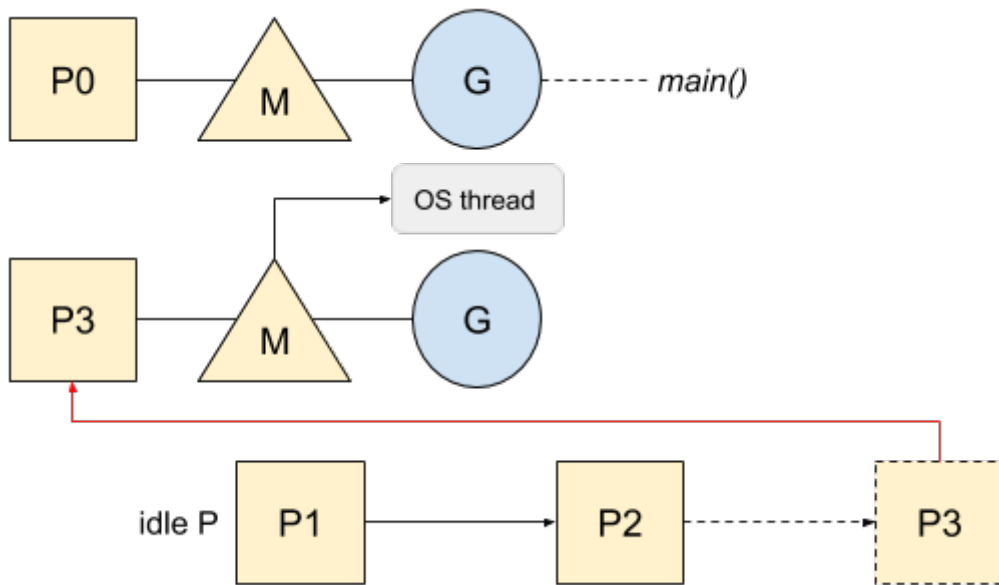 P0
M
G
main()
OS thread
P3
M
G
idle P
P1
P2
P3